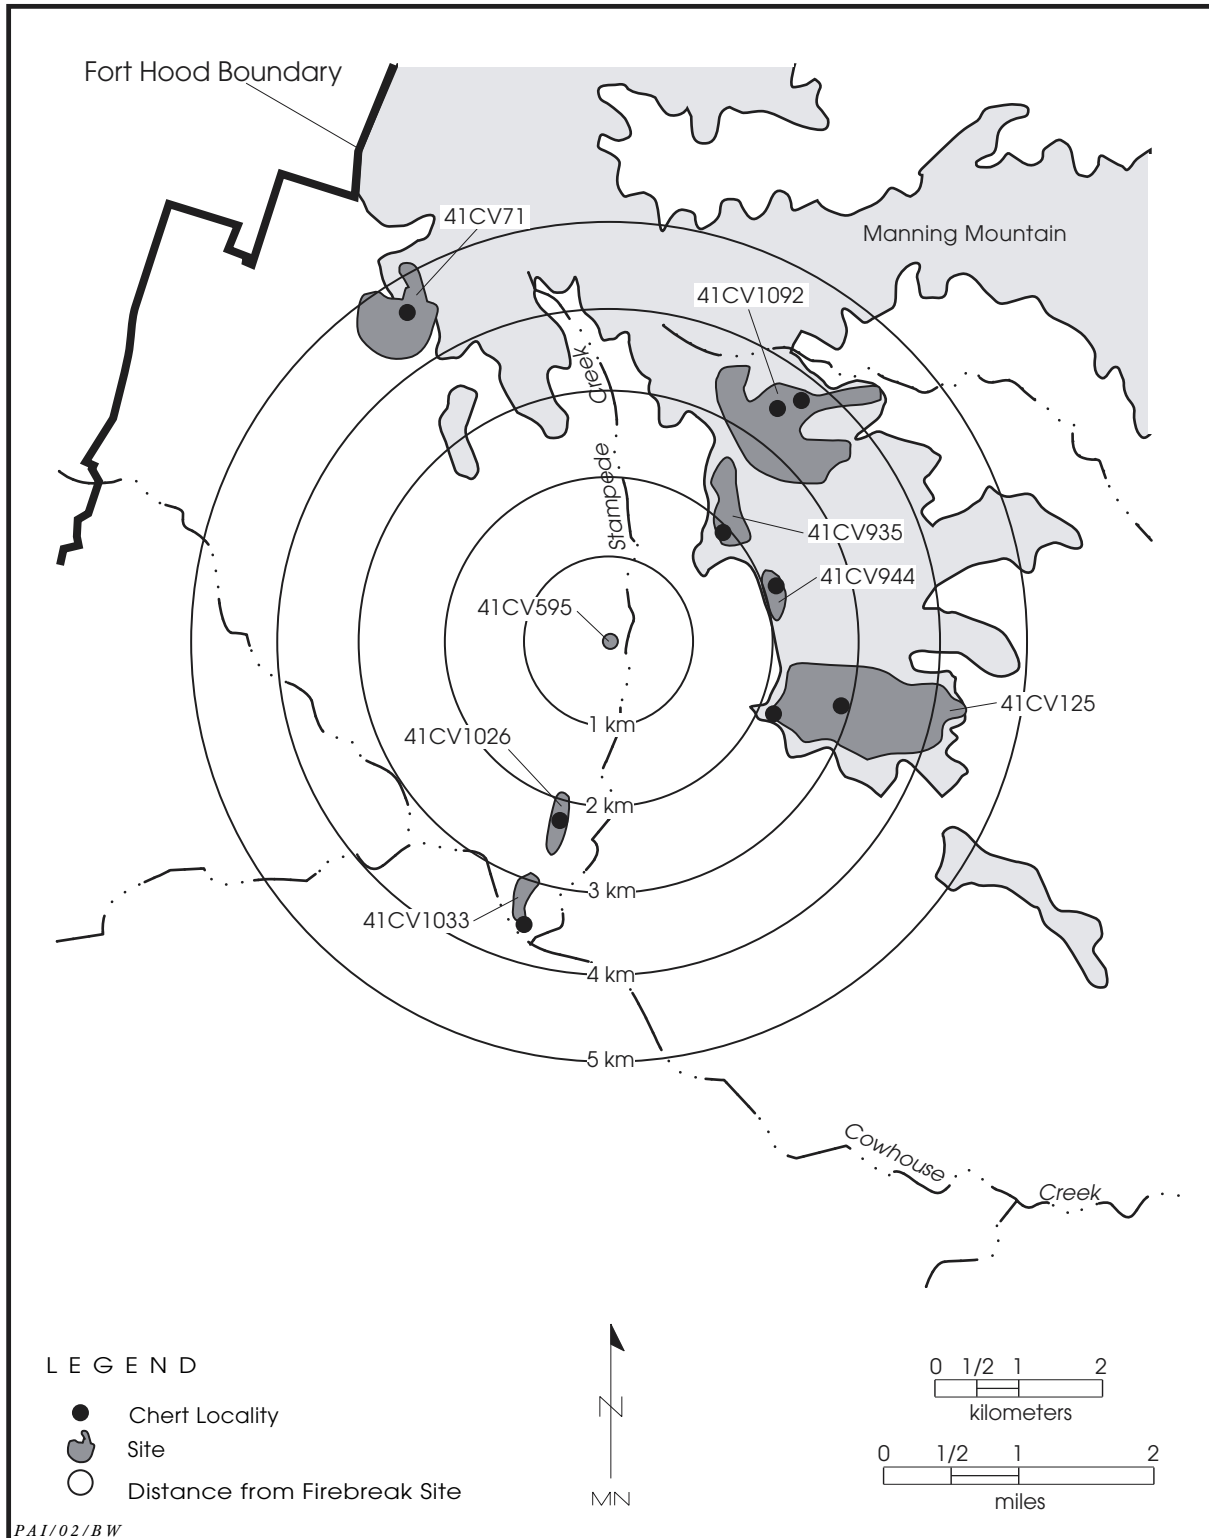 Fort Hood Boundary
41CV71
Manning Mountain
41CV1092
Stampede Creek
41CV935
41CV944
41CV595
41CV125
1 km
41CV1026
2 km
3 km
41CV1033
4 km
5 km
Cowhouse
Creek
LEGEND
Chert Locality
Site
Distance from Firebreak Site
N
MN
0 1/2 1 2
kilometers
0 1/2 1 2
miles
PAI/02/BW